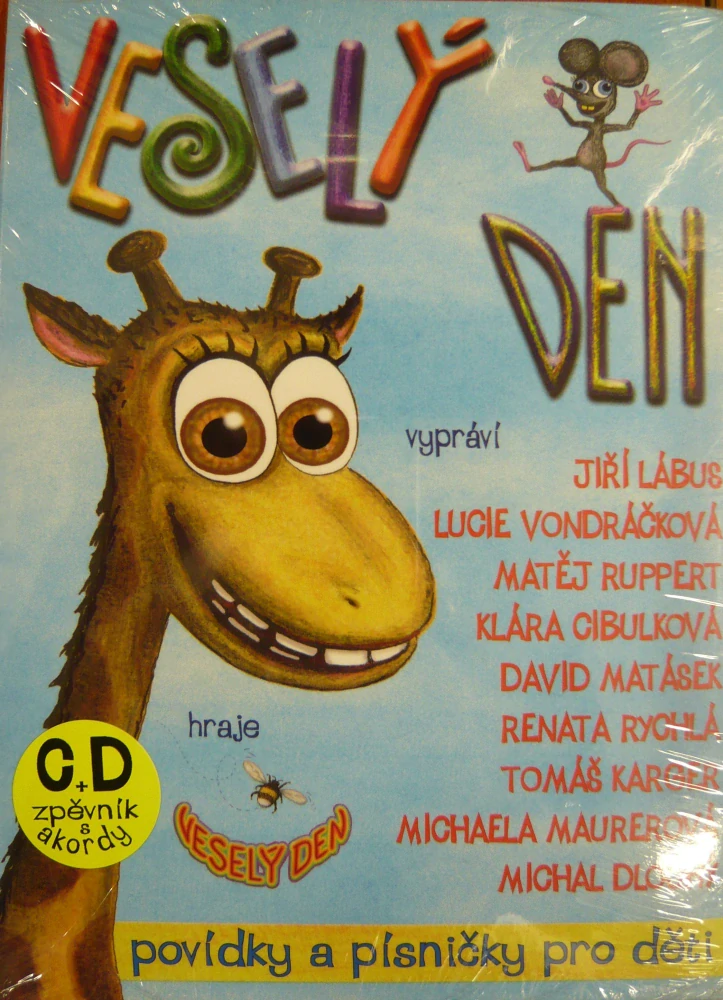 VESELÝ
DEN
vypráví
JIŘÍ LÁBUS
LUCIE VONDRÁČKOVÁ
MATĚJ RUPPERT
KLÁRA CIBULKOVÁ
DAVID MATÁSEK
RENATA RYCHLÁ
TOMÁŠ KARGER
MICHAELA MAUREROVÁ
MICHAL
hraje
VESELÝ DEN
CD
+
zpěvník
s
akordy
povídky a písničky pro děti